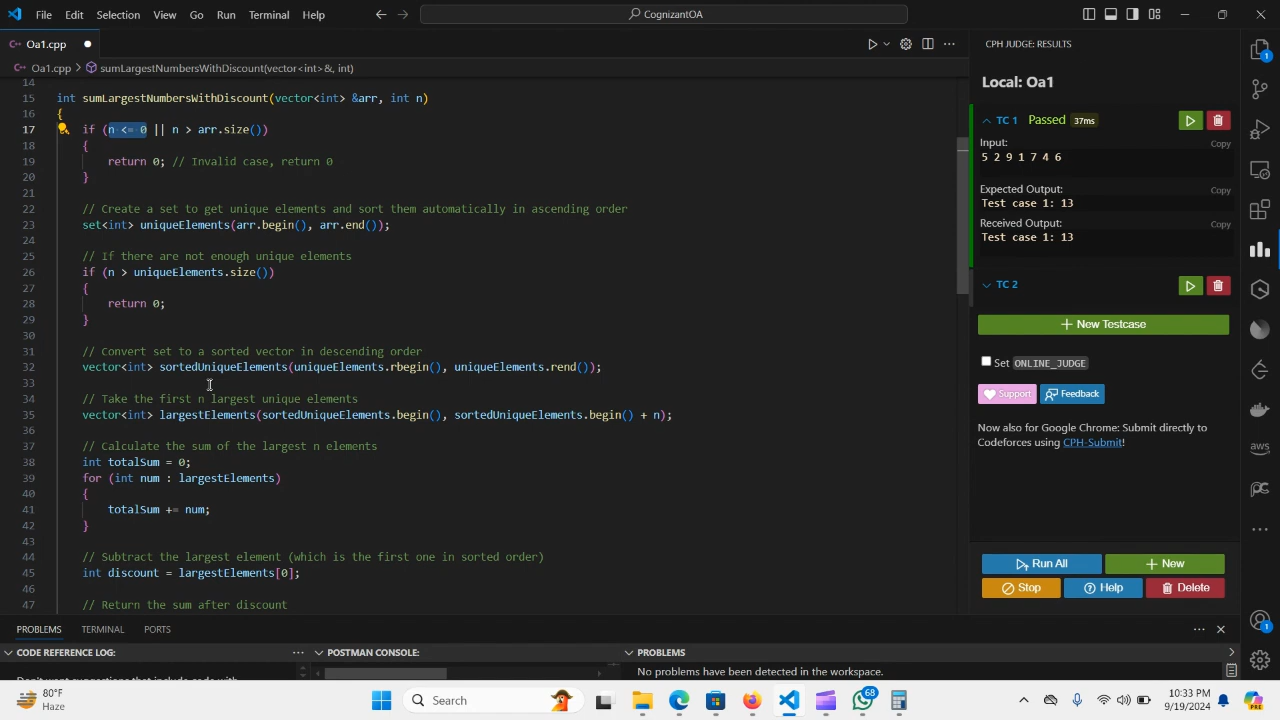 File Edit Selection View Go Run Terminal Help
CognizantOA
Oa1.cpp
Oa1.cpp > sumLargestNumbersWithDiscount(vector<int>&, int)
14
15 int sumLargestNumbersWithDiscount(vector<int> &arr, int n)
16 {
17 if (n <= 0 || n > arr.size())
18 {
19 return 0; // Invalid case, return 0
20 }
21
22 // Create a set to get unique elements and sort them automatically in ascending order
23 set<int> uniqueElements(arr.begin(), arr.end());
24
25 // If there are not enough unique elements
26 if (n > uniqueElements.size())
27 {
28 return 0;
29 }
30
31 // Convert set to a sorted vector in descending order
32 vector<int> sortedUniqueElements(uniqueElements.rbegin(), uniqueElements.rend());
33
34 // Take the first n largest unique elements
35 vector<int> largestElements(sortedUniqueElements.begin(), sortedUniqueElements.begin() + n);
36
37 // Calculate the sum of the largest n elements
38 int totalSum = 0;
39 for (int num : largestElements)
40 {
41 totalSum += num;
42 }
43
44 // Subtract the largest element (which is the first one in sorted order)
45 int discount = largestElements[0];
46
47 // Return the sum after discount
CPH JUDGE: RESULTS
Local: Oa1
TC 1 Passed 37ms
Input:
Copy
5 2 9 1 7 4 6
Expected Output:
Copy
Test case 1: 13
Received Output:
Copy
Test case 1: 13
TC 2
+ New Testcase
Set ONLINE_JUDGE
Support Feedback
Now also for Google Chrome: Submit directly to
Codeforces using CPH-Submit!
Run All + New
Stop Help Delete
1
aws
1
PROBLEMS TERMINAL PORTS
CODE REFERENCE LOG: POSTMAN CONSOLE: PROBLEMS
Don't want suggestions that include code with
No problems have been detected in the workspace.
80°F
Haze
Search
68
10:33 PM
9/19/2024
PRE